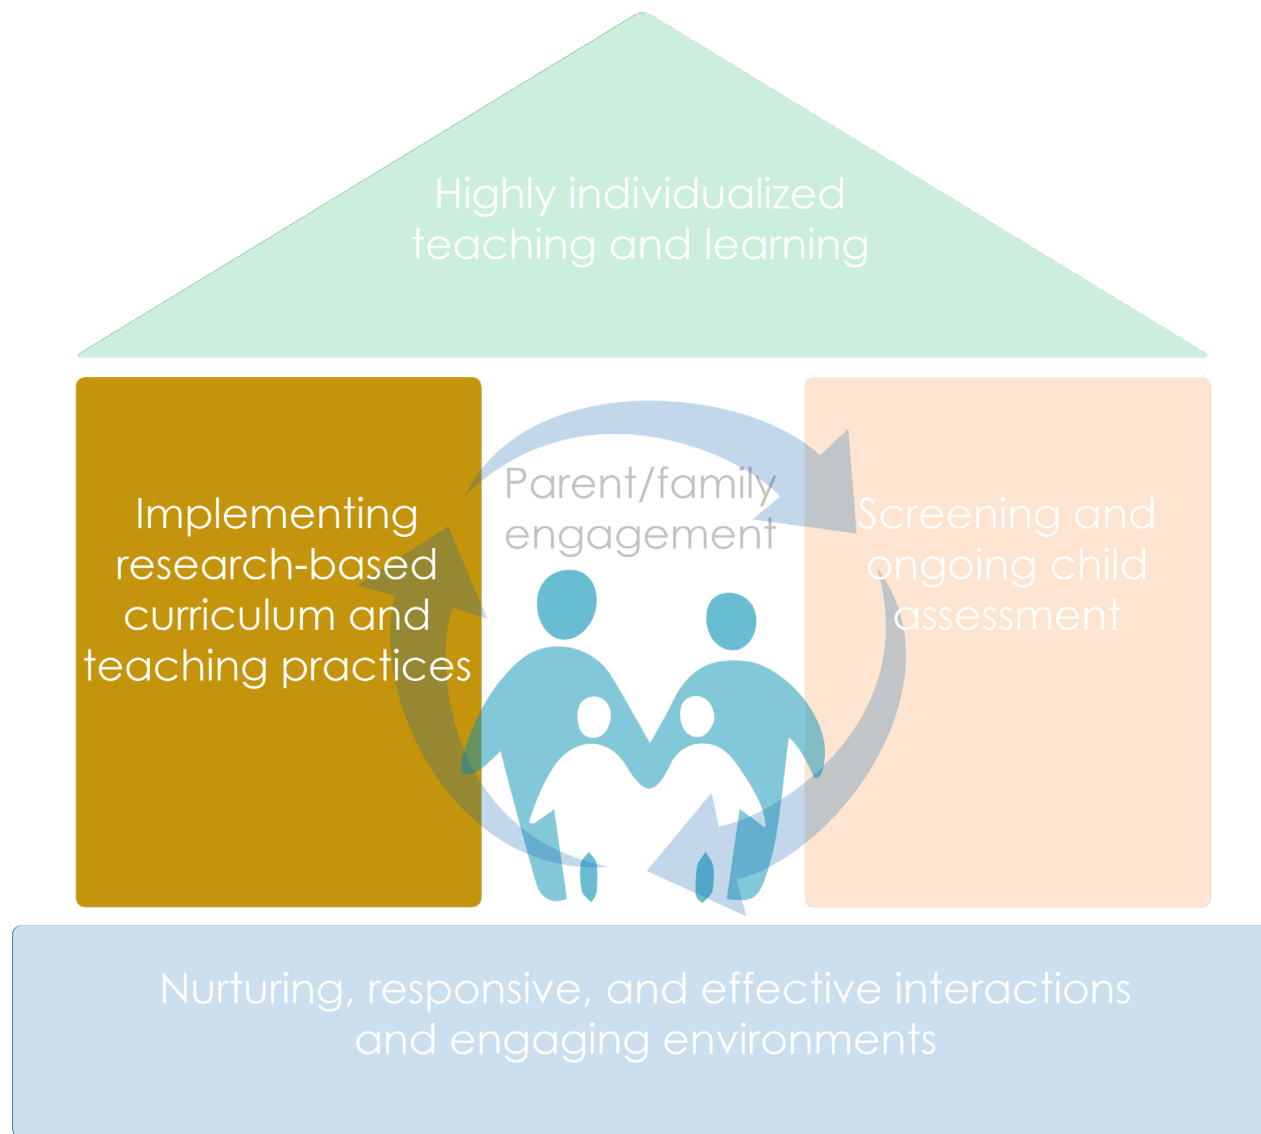 Highly individualized
teaching and learning
Parent/family
engagement
Implementing
research-based
curriculum and
teaching practices
Screening and
ongoing child
assessment
Nurturing, responsive, and effective interactions
and engaging environments